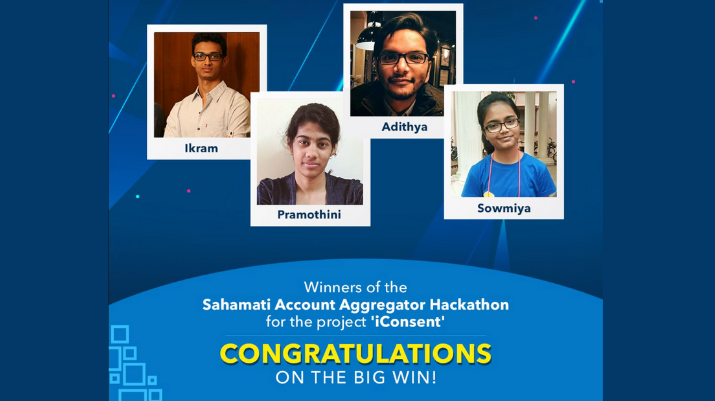 Ikram
Adithya
Pramothini
Sowmiya
Winners of the
Sahamati Account Aggregator Hackathon
for the project 'iConsent'
CONGRATULATIONS
ON THE BIG WIN!